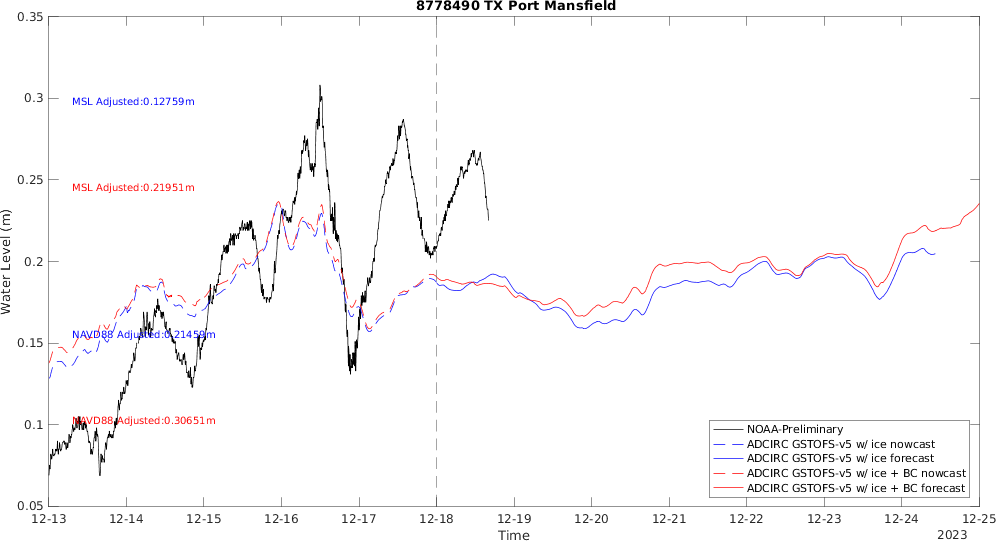 8778490 TX Port Mansfield
0.35
0.3
0.25
0.2
0.15
0.1
0.05
Water Level (m)
MSL Adjusted:0.12759m
MSL Adjusted:0.21951m
NAVD88 Adjusted:0.21459m
NAVD88 Adjusted:0.30651m
NOAA-Preliminary
ADCIRC GSTOFS-v5 w/ ice nowcast
ADCIRC GSTOFS-v5 w/ ice forecast
ADCIRC GSTOFS-v5 w/ ice + BC nowcast
ADCIRC GSTOFS-v5 w/ ice + BC forecast
12-13 12-14 12-15 12-16 12-17 12-18 12-19 12-20 12-21 12-22 12-23 12-24 12-25
Time
2023